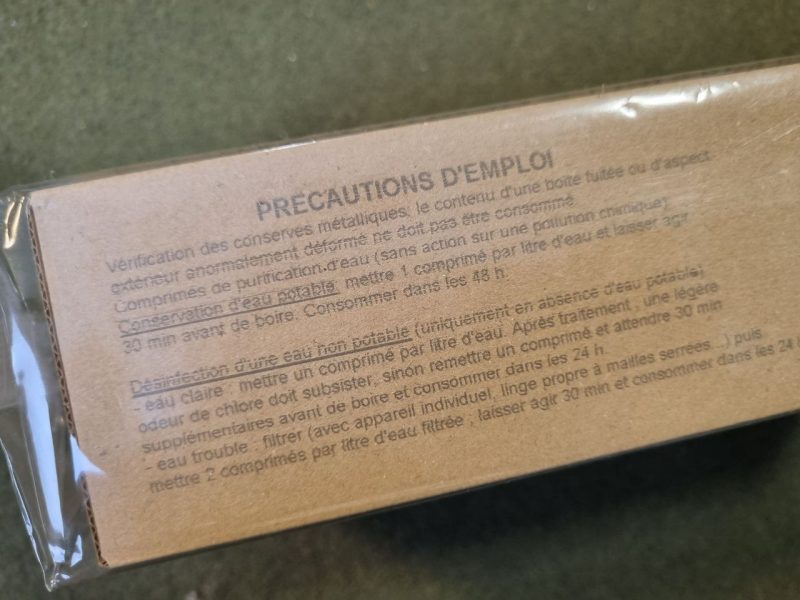 PRECAUTIONS D'EMPLOI
Vérification des conserves métalliques: le contenu d'une boîte fuitée ou d'aspect
extérieur anormalement déformé ne doit pas être consommé.
Comprimés de purification d'eau (sans action sur une pollution chimique)
Conservation d'eau potable: mettre 1 comprimé par litre d'eau et laisser agir
30 min avant de boire. Consommer dans les 48 h.
Désinfection d'une eau non potable (uniquement en absence d'eau potable)
- eau claire : mettre un comprimé par litre d'eau. Après traitement : une légère
odeur de chlore doit subsister, sinon remettre un comprimé et attendre 30 min
supplémentaires avant de boire et consommer dans les 24 h.
- eau trouble : filtrer (avec appareil individuel, linge propre à mailles serrées...) puis
mettre 2 comprimés par litre d'eau filtrée ; laisser agir 30 min et consommer dans les 24